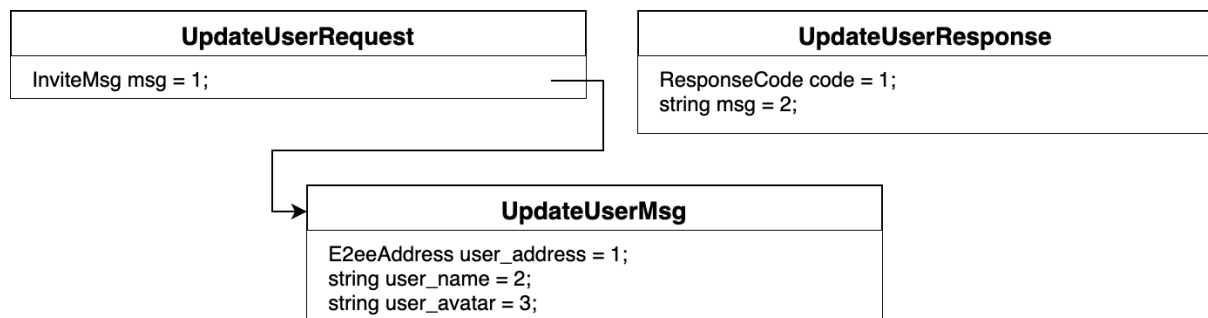 UpdateUserRequest
InviteMsg msg = 1;
UpdateUserResponse
ResponseCode code = 1;
string msg = 2;
UpdateUserMsg
E2eeAddress user_address = 1;
string user_name = 2;
string user_avatar = 3;